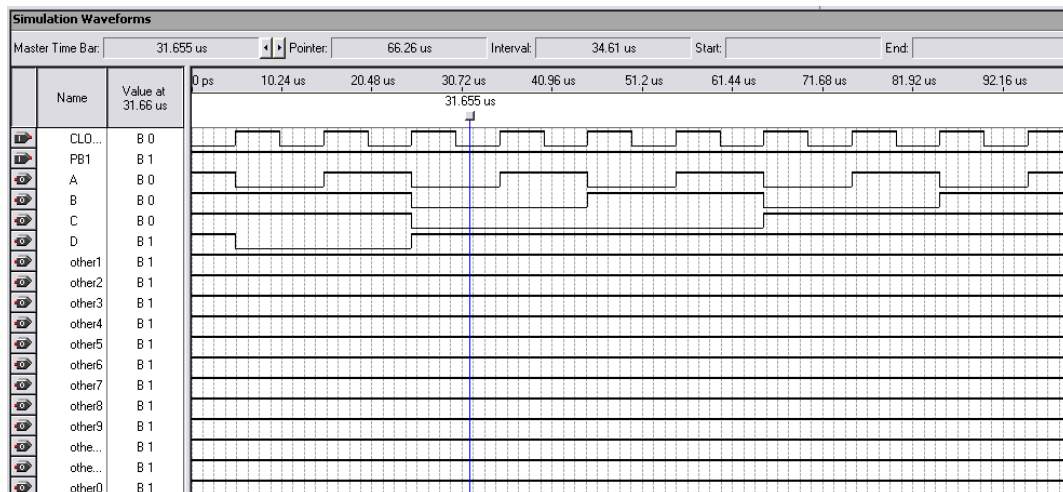 Simulation Waveforms
Master Time Bar: 31.655 us Pointer: 66.26 us Interval: 34.61 us Start: End:
Name Value at 31.66 us 0 ps 10.24 us 20.48 us 30.72 us 40.96 us 51.2 us 61.44 us 71.68 us 81.92 us 92.16 us
31.655 us
CLO... B 0
PB1 B 1
A B 0
B B 0
C B 0
D B 1
other1 B 1
other2 B 1
other3 B 1
other4 B 1
other5 B 1
other6 B 1
other7 B 1
other8 B 1
other9 B 1
othe... B 1
othe... B 1
other0 B 1